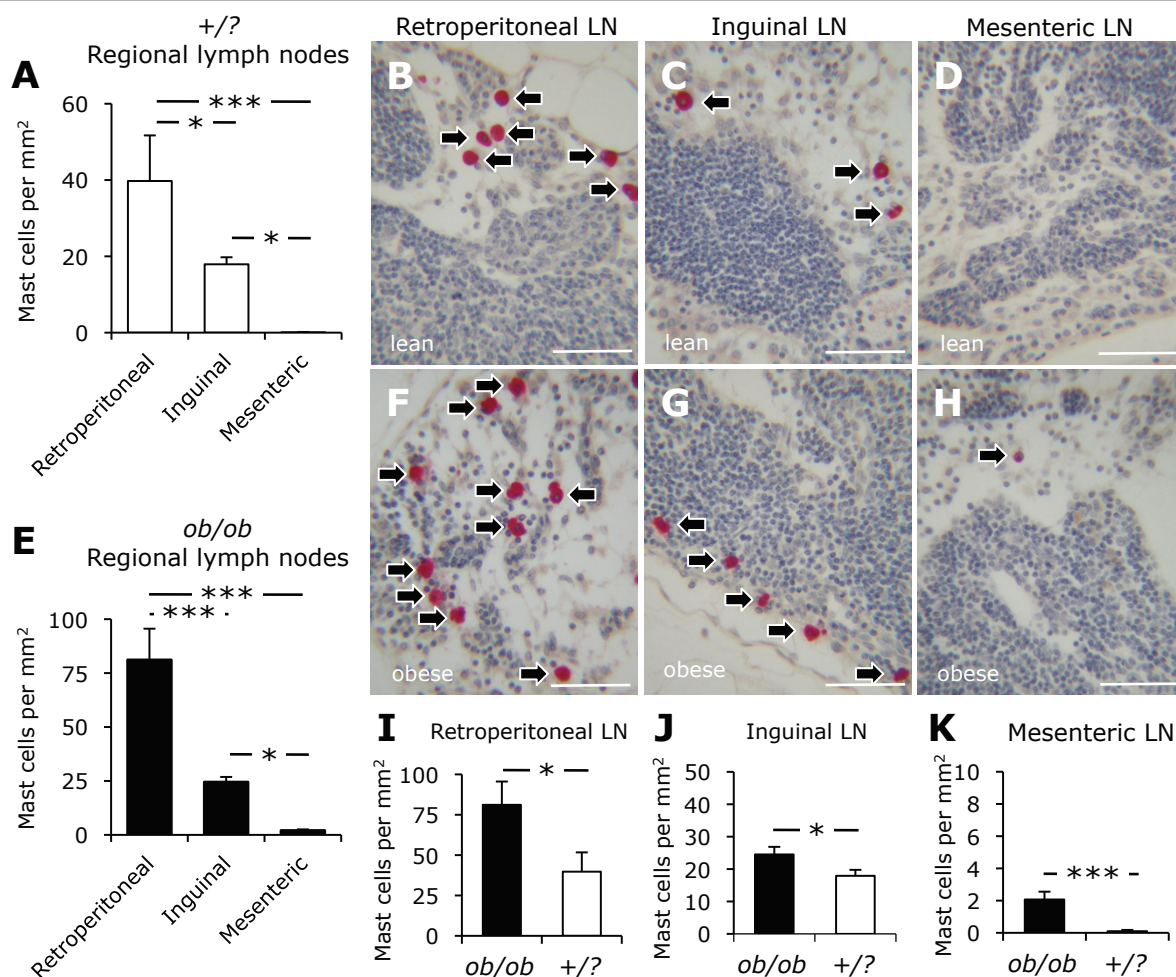 +/?
Regional lymph nodes
A
Mast cells per mm²
60
40
20
0
***
*
*
Retroperitoneal
Inguinal
Mesenteric
Retroperitoneal LN
Inguinal LN
Mesenteric LN
B
lean
C
lean
D
lean
E
ob/ob
Regional lymph nodes
Mast cells per mm²
100
75
50
25
0
***
***
*
Retroperitoneal
Inguinal
Mesenteric
F
obese
G
obese
H
obese
I
Retroperitoneal LN
Mast cells per mm²
100
75
50
25
0
*
ob/ob +/?
J
Inguinal LN
Mast cells per mm²
50
40
30
20
10
0
*
ob/ob +/?
K
Mesenteric LN
Mast cells per mm²
10
8
6
4
2
0
***
ob/ob +/?